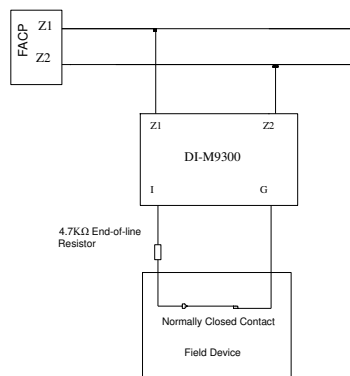 FACP
Z1
Z2
Z1 Z2
DI-M9300
I G
4.7KΩ End-of-line
Resistor
Normally Closed Contact
Field Device